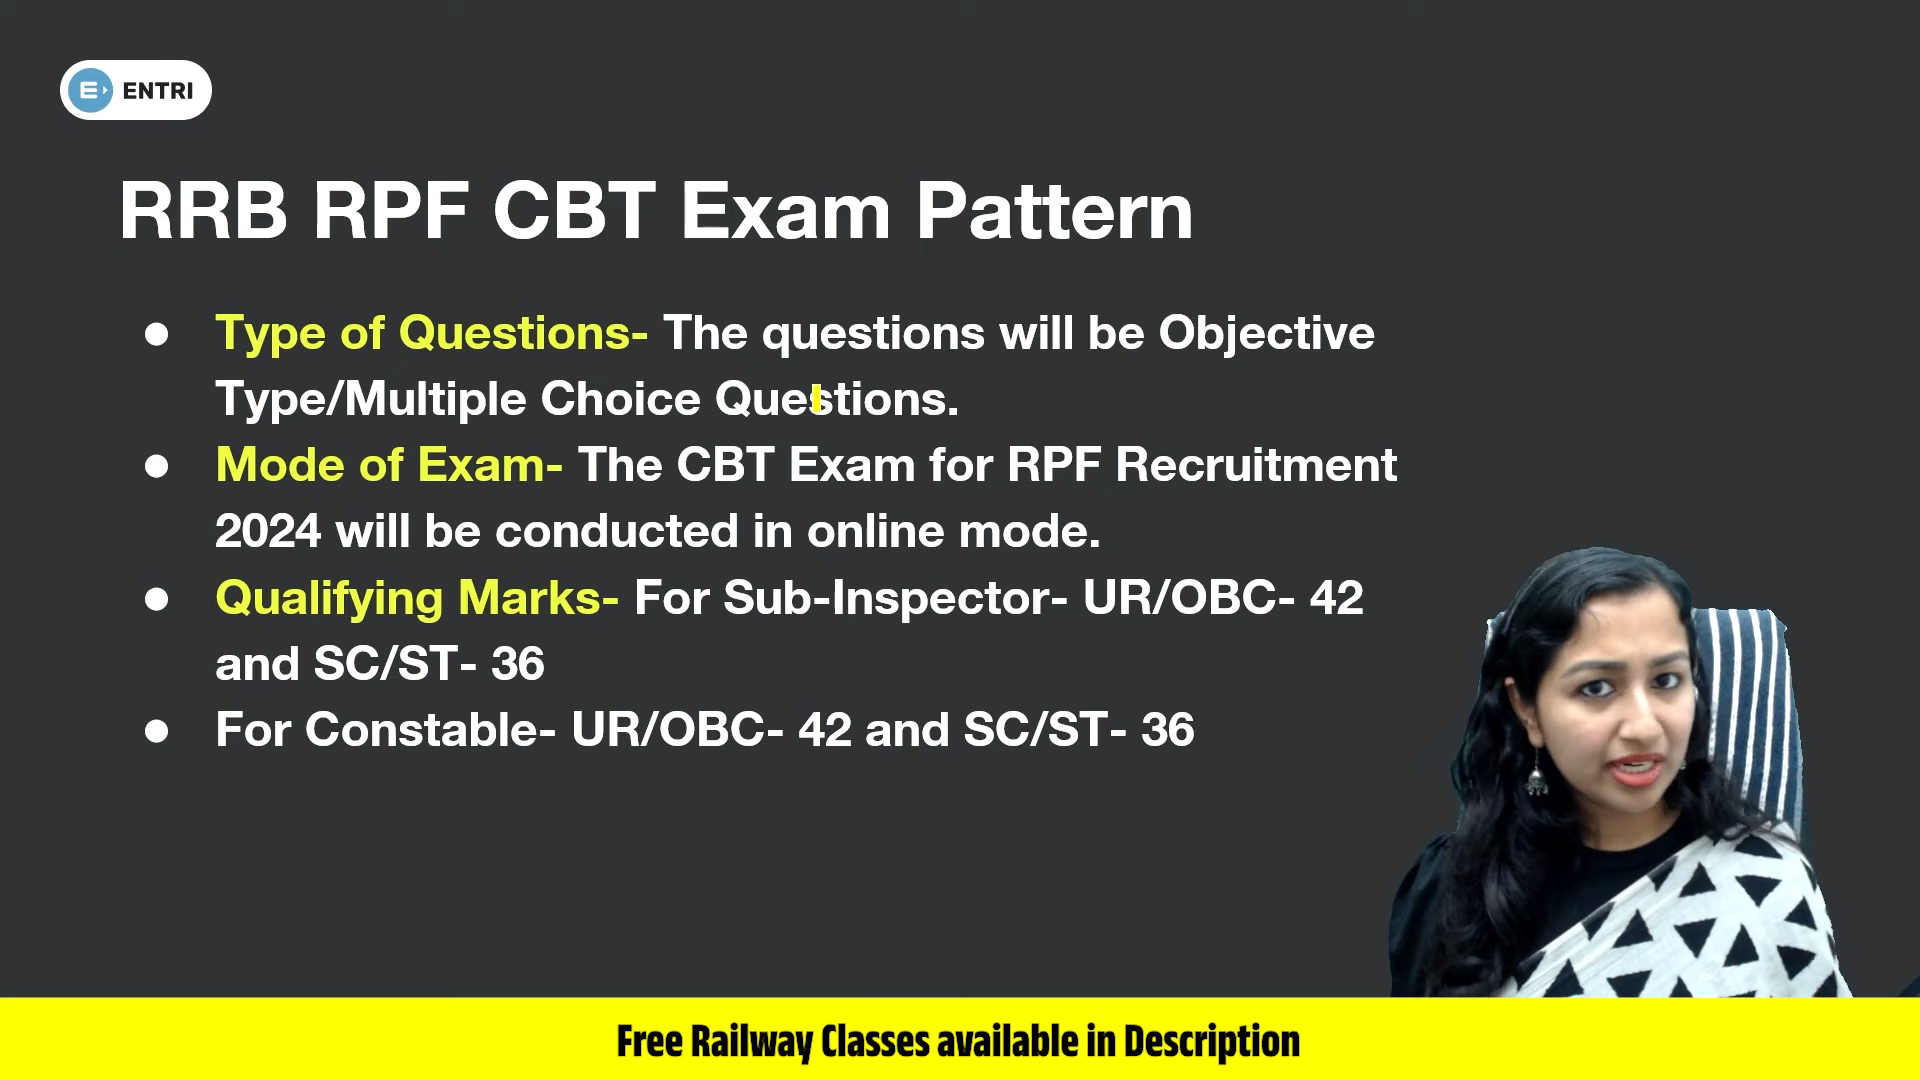 ENTRI
RRB RPF CBT Exam Pattern
● Type of Questions- The questions will be Objective
Type/Multiple Choice Questions.
● Mode of Exam- The CBT Exam for RPF Recruitment
2024 will be conducted in online mode.
● Qualifying Marks- For Sub-Inspector- UR/OBC- 42
and SC/ST- 36
● For Constable- UR/OBC- 42 and SC/ST- 36
Free Railway Classes available in Description